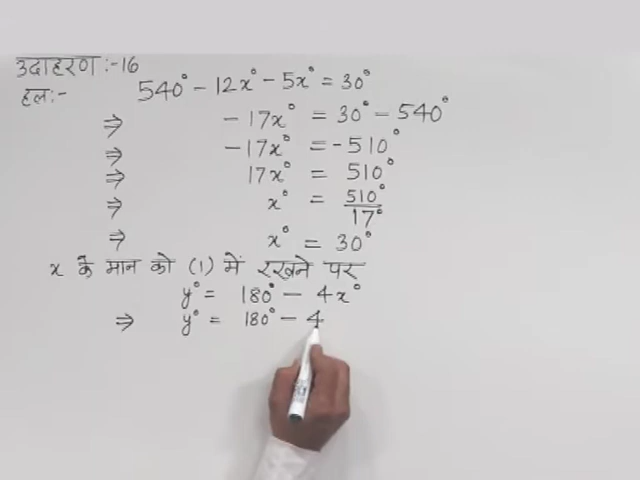 उदाहरण :-16
हल:- 540° - 12x° - 5x° = 30°
⇒ -17x° = 30° - 540°
⇒ -17x° = -510°
⇒ 17x° = 510°
⇒ x° = 510°/17°
⇒ x° = 30°
x के मान को (1) में रखने पर
y° = 180° - 4x°
⇒ y° = 180° - 4